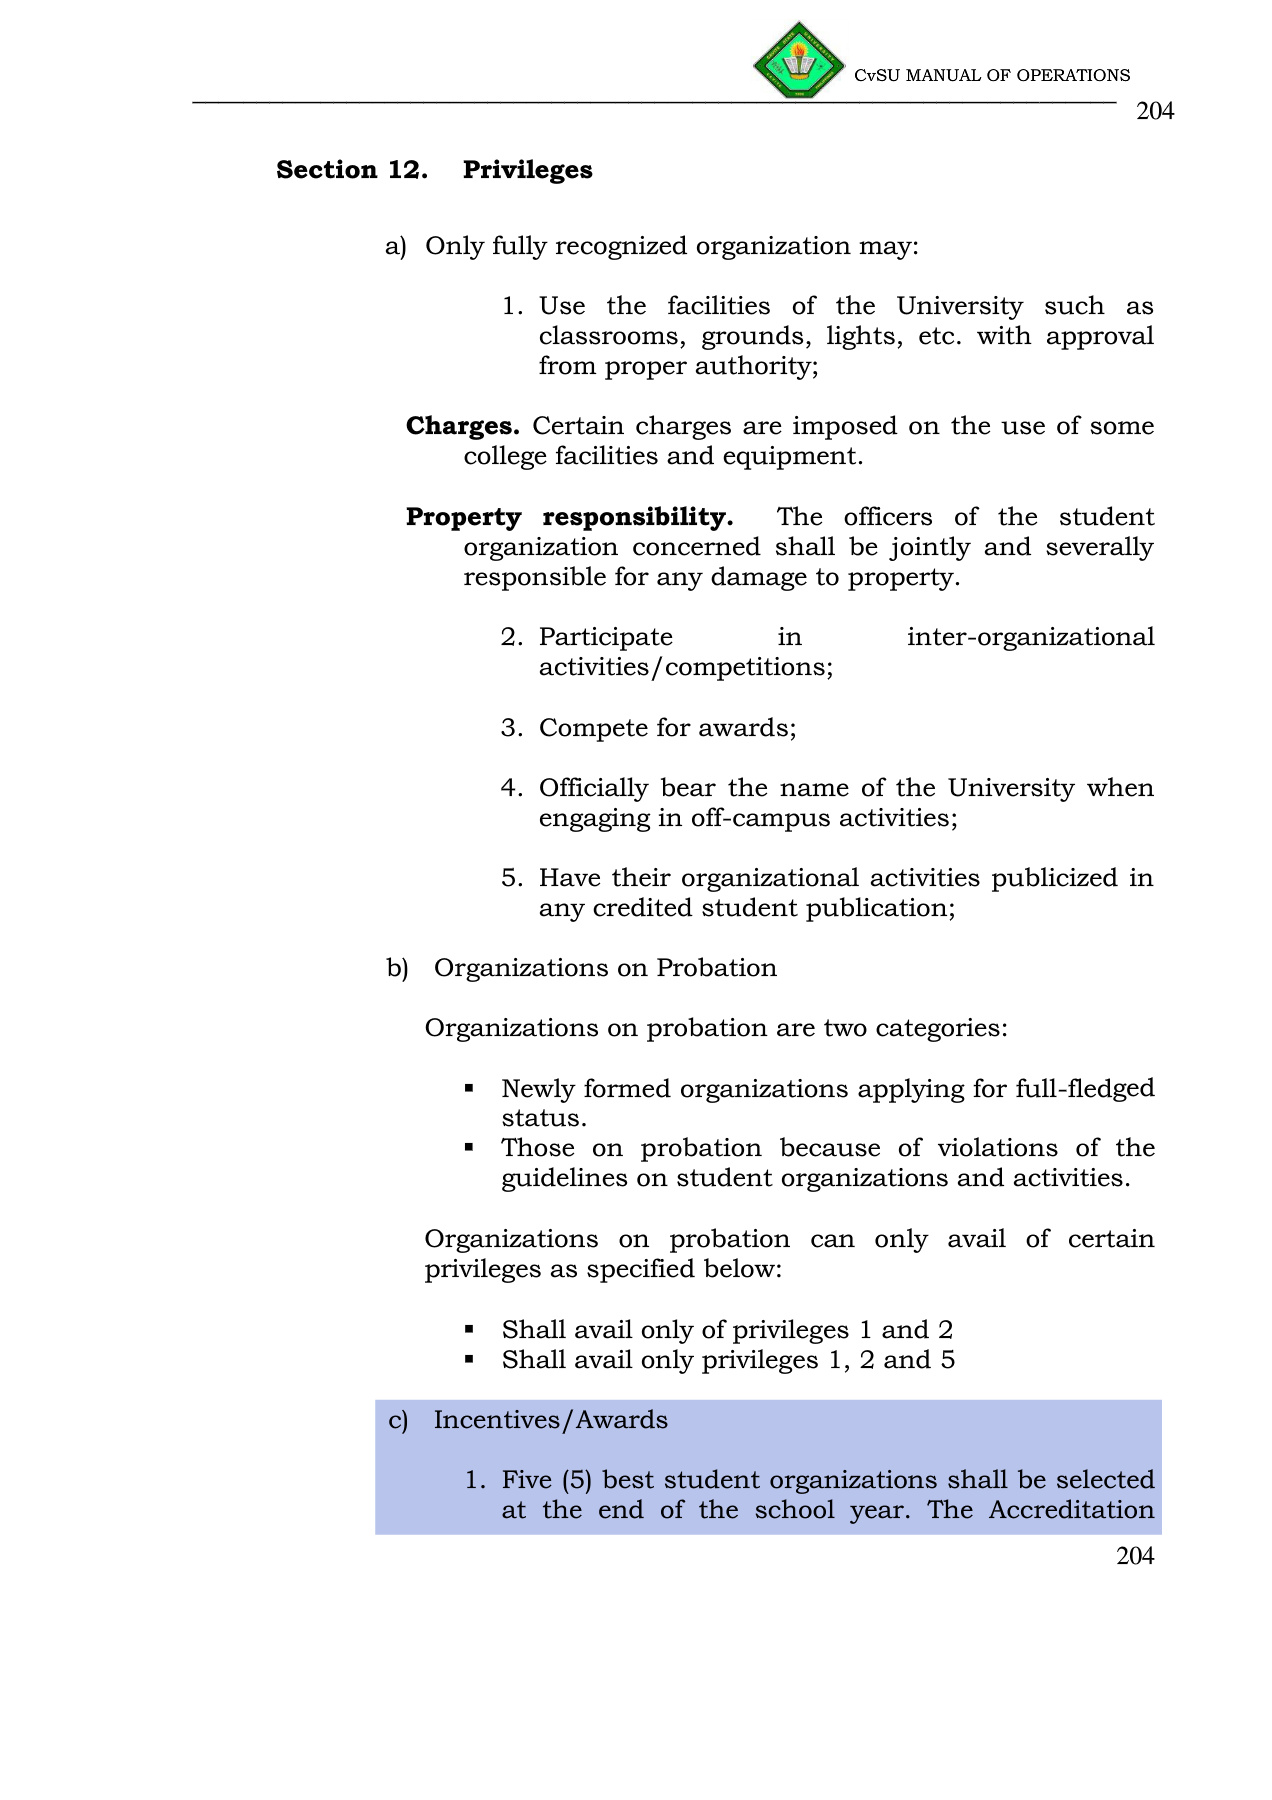 CvSU MANUAL OF OPERATIONS
204
Section 12. Privileges
a) Only fully recognized organization may:
1. Use the facilities of the University such as
classrooms, grounds, lights, etc. with approval
from proper authority;
Charges. Certain charges are imposed on the use of some
college facilities and equipment.
Property responsibility. The officers of the student
organization concerned shall be jointly and severally
responsible for any damage to property.
2. Participate in inter-organizational
activities/competitions;
3. Compete for awards;
4. Officially bear the name of the University when
engaging in off-campus activities;
5. Have their organizational activities publicized in
any credited student publication;
b) Organizations on Probation
Organizations on probation are two categories:
▪ Newly formed organizations applying for full-fledged
status.
▪ Those on probation because of violations of the
guidelines on student organizations and activities.
Organizations on probation can only avail of certain
privileges as specified below:
▪ Shall avail only of privileges 1 and 2
▪ Shall avail only privileges 1, 2 and 5
c) Incentives/Awards
1. Five (5) best student organizations shall be selected
at the end of the school year. The Accreditation
204